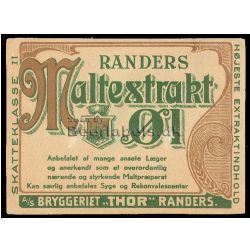 SKATTEKLASSE II
RANDERS
Maltextrakt
ØL
Anbefalet af mange ansete Læger
og anerkendt som et overordentlig
nærende og styrkende Maltpræparat
Kan særlig anbefales Syge og Rekonvalescenter
A/S BRYGGERIET „THOR" RANDERS.
HØJESTE EXTRAKTINDHOLD